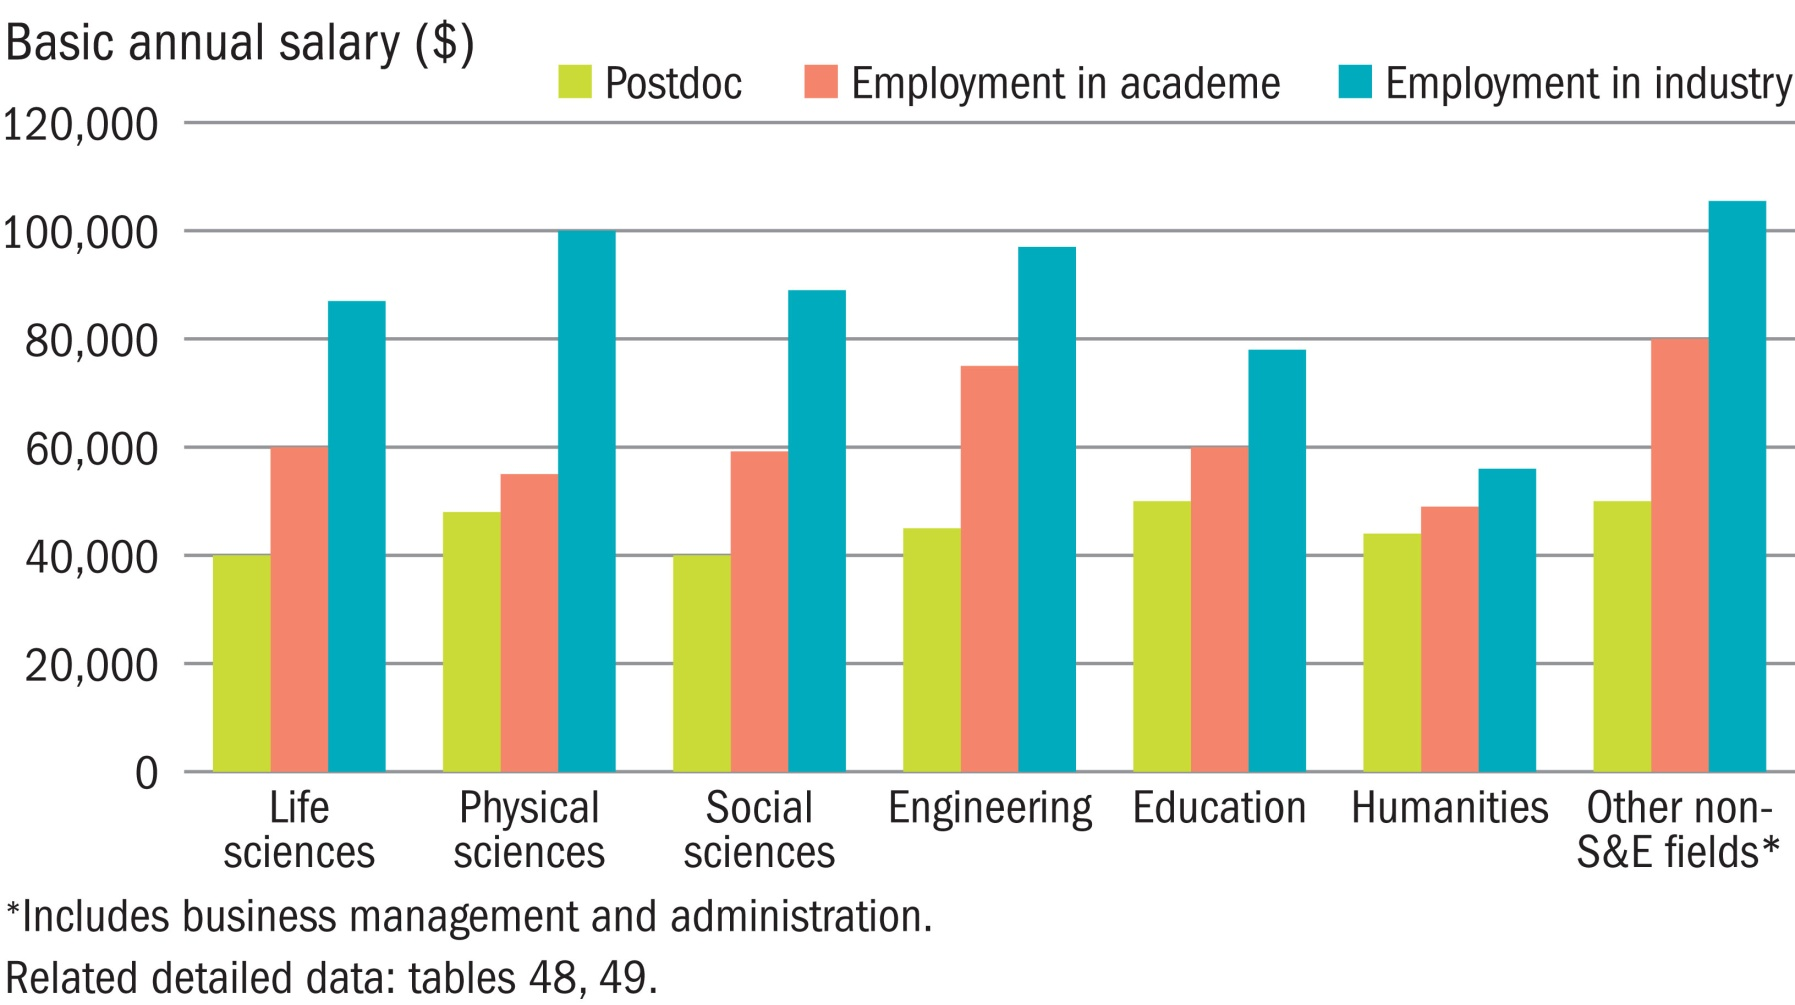 Basic annual salary ($)
Postdoc
Employment in academe
Employment in industry
120,000
100,000
80,000
60,000
40,000
20,000
0
Life
sciences
Physical
sciences
Social
sciences
Engineering
Education
Humanities
Other non-
S&E fields*
*Includes business management and administration.
Related detailed data: tables 48, 49.